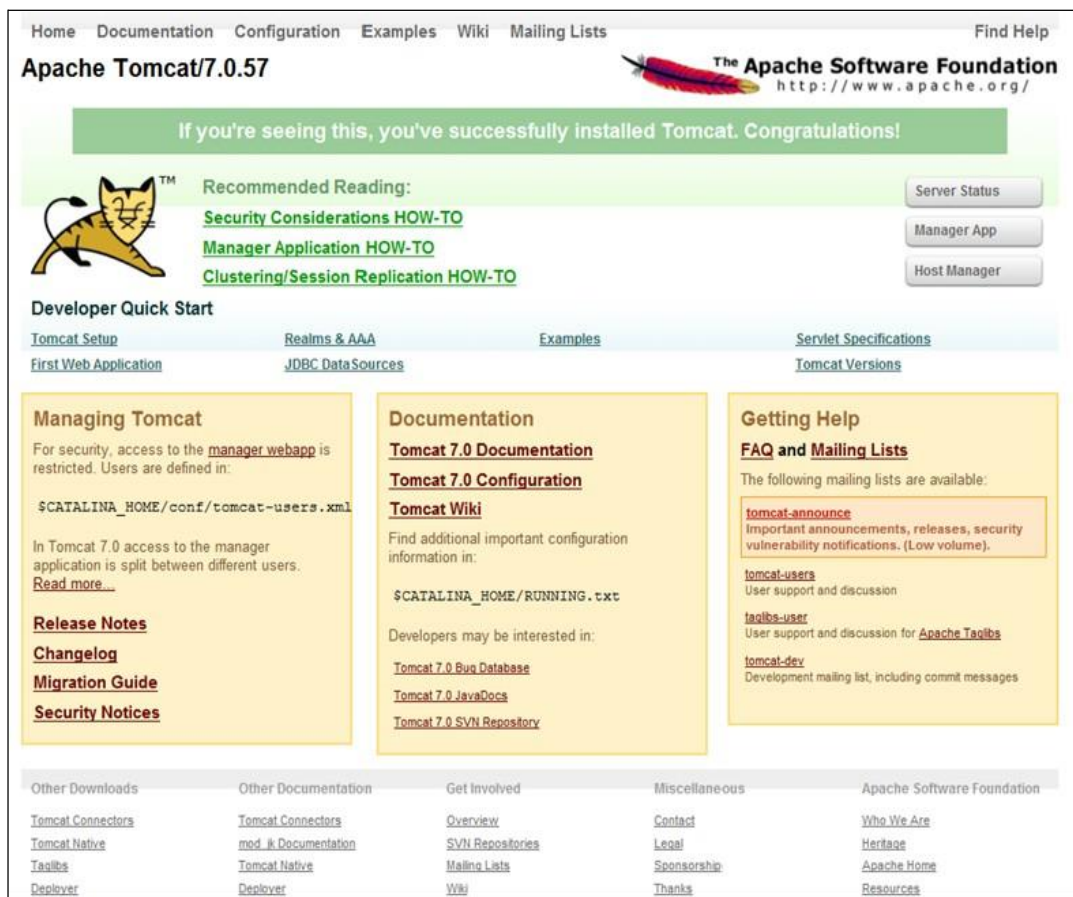 Home Documentation Configuration Examples Wiki Mailing Lists Find Help
Apache Tomcat/7.0.57
The Apache Software Foundation
http://www.apache.org/
If you're seeing this, you've successfully installed Tomcat. Congratulations!
TM
Recommended Reading:
Security Considerations HOW-TO
Manager Application HOW-TO
Clustering/Session Replication HOW-TO
Server Status
Manager App
Host Manager
Developer Quick Start
Tomcat Setup
First Web Application
Realms & AAA
JDBC DataSources
Examples
Servlet Specifications
Tomcat Versions
Managing Tomcat
For security, access to the manager webapp is
restricted. Users are defined in:
$CATALINA_HOME/conf/tomcat-users.xml
In Tomcat 7.0 access to the manager
application is split between different users.
Read more...
Release Notes
Changelog
Migration Guide
Security Notices
Documentation
Tomcat 7.0 Documentation
Tomcat 7.0 Configuration
Tomcat Wiki
Find additional important configuration
information in:
$CATALINA_HOME/RUNNING.txt
Developers may be interested in:
Tomcat 7.0 Bug Database
Tomcat 7.0 JavaDocs
Tomcat 7.0 SVN Repository
Getting Help
FAQ and Mailing Lists
The following mailing lists are available:
tomcat-announce
Important announcements, releases, security
vulnerability notifications. (Low volume).
tomcat-users
User support and discussion
taglibs-user
User support and discussion for Apache Taglibs
tomcat-dev
Development mailing list, including commit messages
Other Downloads
Tomcat Connectors
Tomcat Native
Taglibs
Deployer
Other Documentation
Tomcat Connectors
mod_jk Documentation
Tomcat Native
Deployer
Get Involved
Overview
SVN Repositories
Mailing Lists
Wiki
Miscellaneous
Contact
Legal
Sponsorship
Thanks
Apache Software Foundation
Who We Are
Heritage
Apache Home
Resources